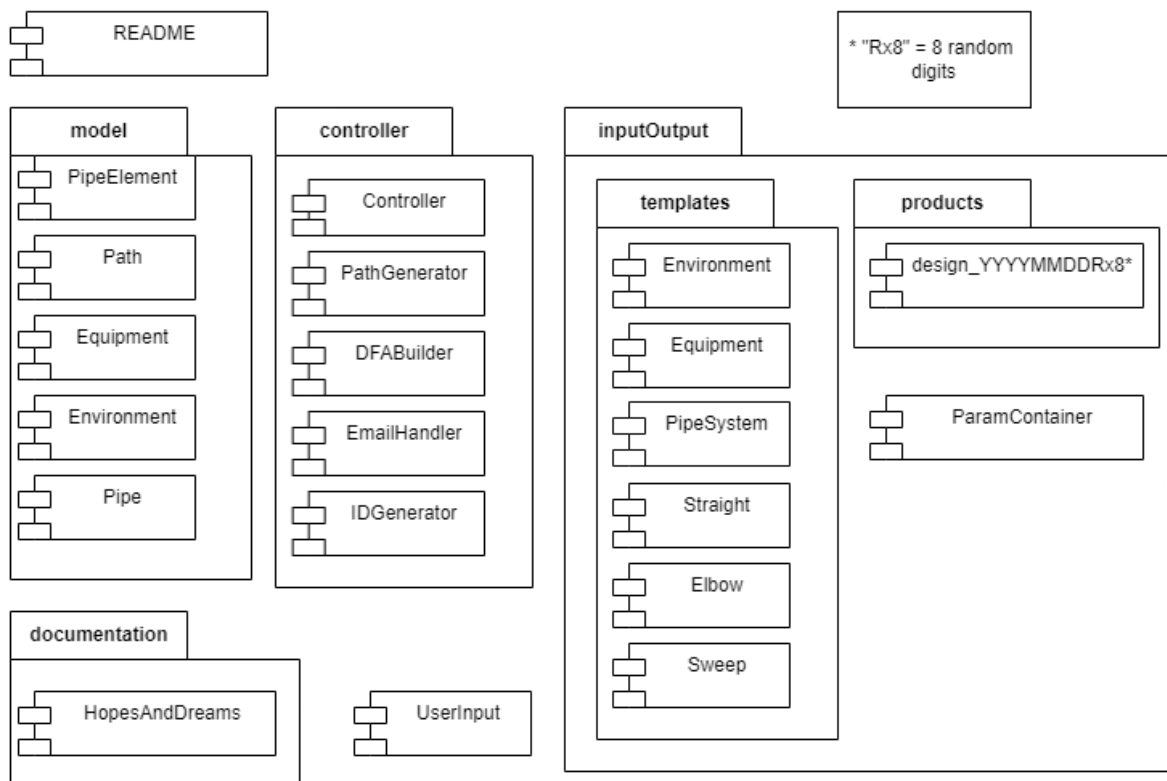 README
* "Rx8" = 8 random
digits
model
PipeElement
Path
Equipment
Environment
Pipe
controller
Controller
PathGenerator
DFABuilder
EmailHandler
IDGenerator
inputOutput
templates
Environment
Equipment
PipeSystem
Straight
Elbow
Sweep
products
design_YYYYMMDDRx8*
ParamContainer
documentation
HopesAndDreams
UserInput